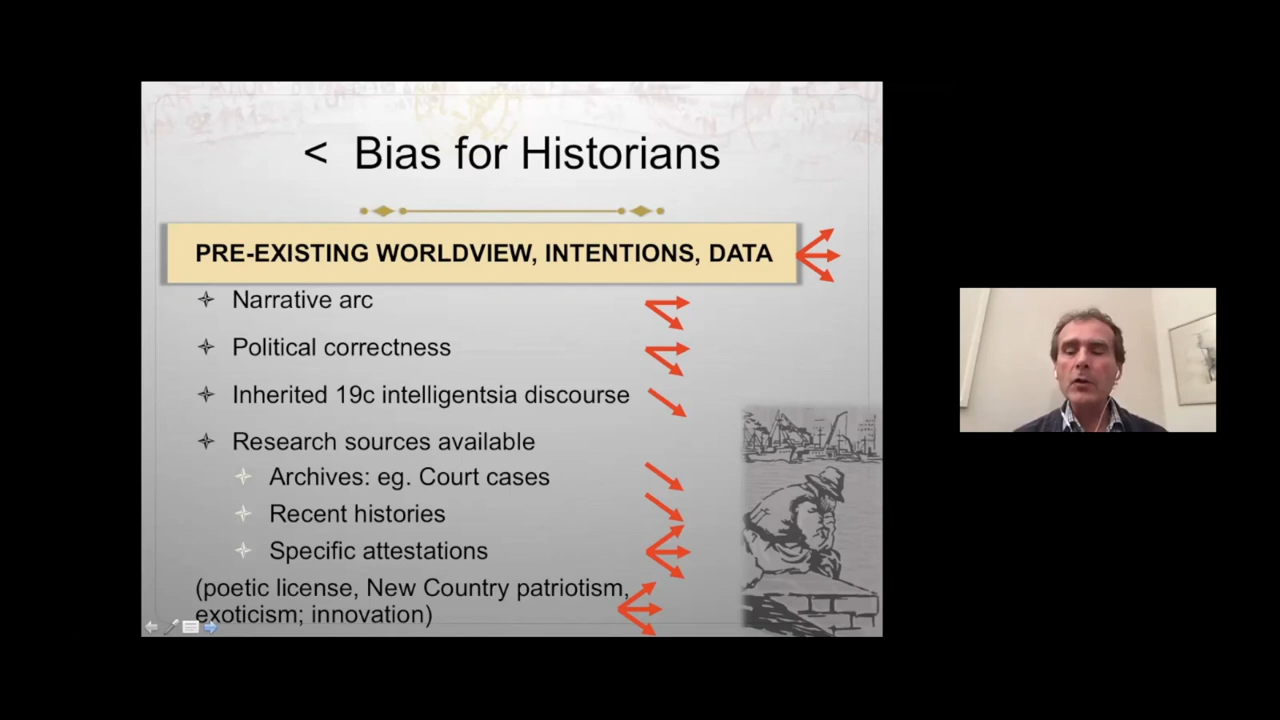 < Bias for Historians
PRE-EXISTING WORLDVIEW, INTENTIONS, DATA
Narrative arc
Political correctness
Inherited 19c intelligentsia discourse
Research sources available
Archives: eg. Court cases
Recent histories
Specific attestations
(poetic license, New Country patriotism,
exoticism; innovation)